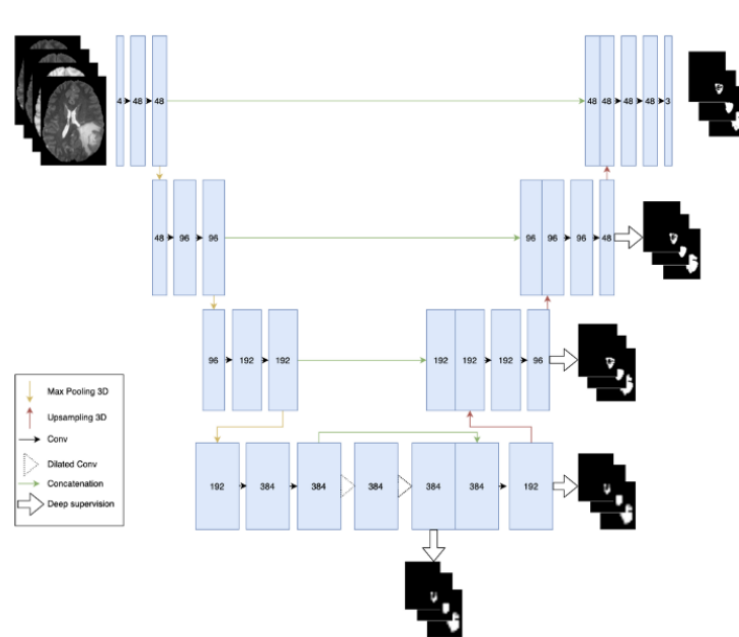 4 48 48 48 48 48 48 3
48 96 96 96 96 96 48
96 192 192 192 192 192 96
Max Pooling 3D
Upsampling 3D
Conv
Dilated Conv
Concatenation
Deep supervision
192 384 384 384 384 384 192